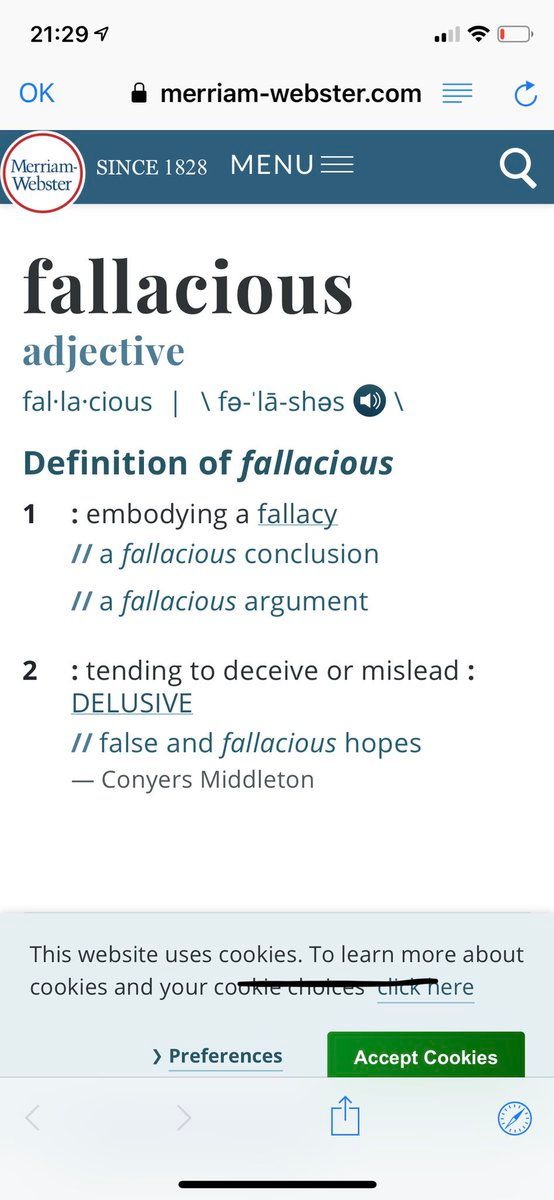 21:29
OK merriam-webster.com
Merriam-
Webster
SINCE 1828 MENU
fallacious
adjective
fal·la·cious | \ fə-ˈlā-shəs \
Definition of fallacious
1 : embodying a fallacy
// a fallacious conclusion
// a fallacious argument
2 : tending to deceive or mislead :
DELUSIVE
// false and fallacious hopes
— Conyers Middleton
This website uses cookies. To learn more about
cookies and your cookie choices click here
❯ Preferences Accept Cookies